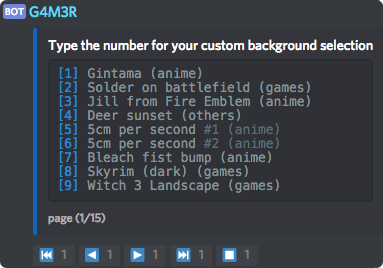 BOT G4M3R
Type the number for your custom background selection
[1] Gintama (anime)
[2] Solder on battlefield (games)
[3] Jill from Fire Emblem (anime)
[4] Deer sunset (others)
[5] 5cm per second #1 (anime)
[6] 5cm per second #2 (anime)
[7] Bleach fist bump (anime)
[8] Skyrim (dark) (games)
[9] Witch 3 Landscape (games)
page (1/15)
1 1 1 1 1